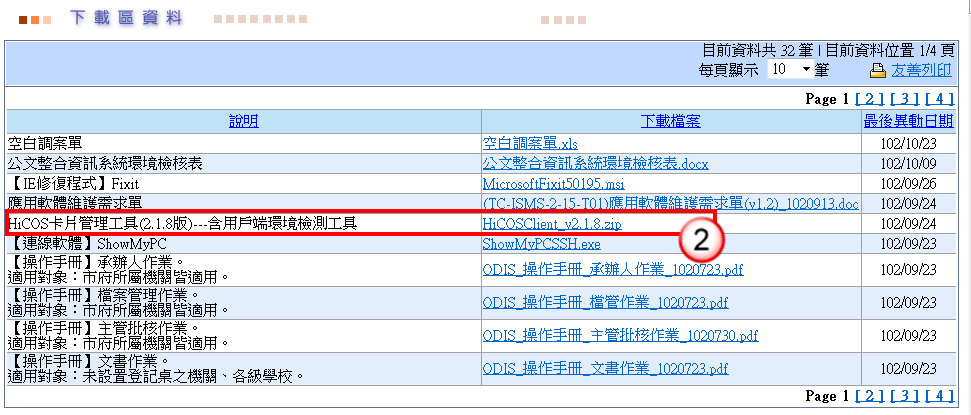 下載區資料
目前資料共 32 筆 | 目前資料位置 1/4 頁
每頁顯示 10 筆 友善列印
Page 1 [ 2 ] [ 3 ] [ 4 ]
說明 下載檔案 最後異動日期
空白調案單 空白調案單.xls 102/10/23
公文整合資訊系統環境檢核表 公文整合資訊系統環境檢核表.docx 102/10/09
【IE修復程式】Fixit MicrosoftFixit50195.msi 102/09/26
應用軟體維護需求單 (TC-ISMS-2-15-T01)應用軟體維護需求單(v1.2)_1020913.doc 102/09/24
HiCOS卡片管理工具(2.1.8版)---含用戶端環境檢測工具 HiCOSClient_v2.1.8.zip 102/09/24
2
【連線軟體】ShowMyPC ShowMyPCSSH.exe 102/09/23
【操作手冊】承辦人作業。
適用對象：市府所屬機關皆適用。 ODIS_操作手冊_承辦人作業_1020723.pdf 102/09/23
【操作手冊】檔案管理作業。
適用對象：市府所屬機關皆適用。 ODIS_操作手冊_檔管作業_1020723.pdf 102/09/23
【操作手冊】主管批核作業。
適用對象：市府所屬機關皆適用。 ODIS_操作手冊_主管批核作業_1020730.pdf 102/09/23
【操作手冊】文書作業。
適用對象：未設置登記桌之機關、各級學校。 ODIS_操作手冊_文書作業_1020723.pdf 102/09/23
Page 1 [ 2 ] [ 3 ] [ 4 ]